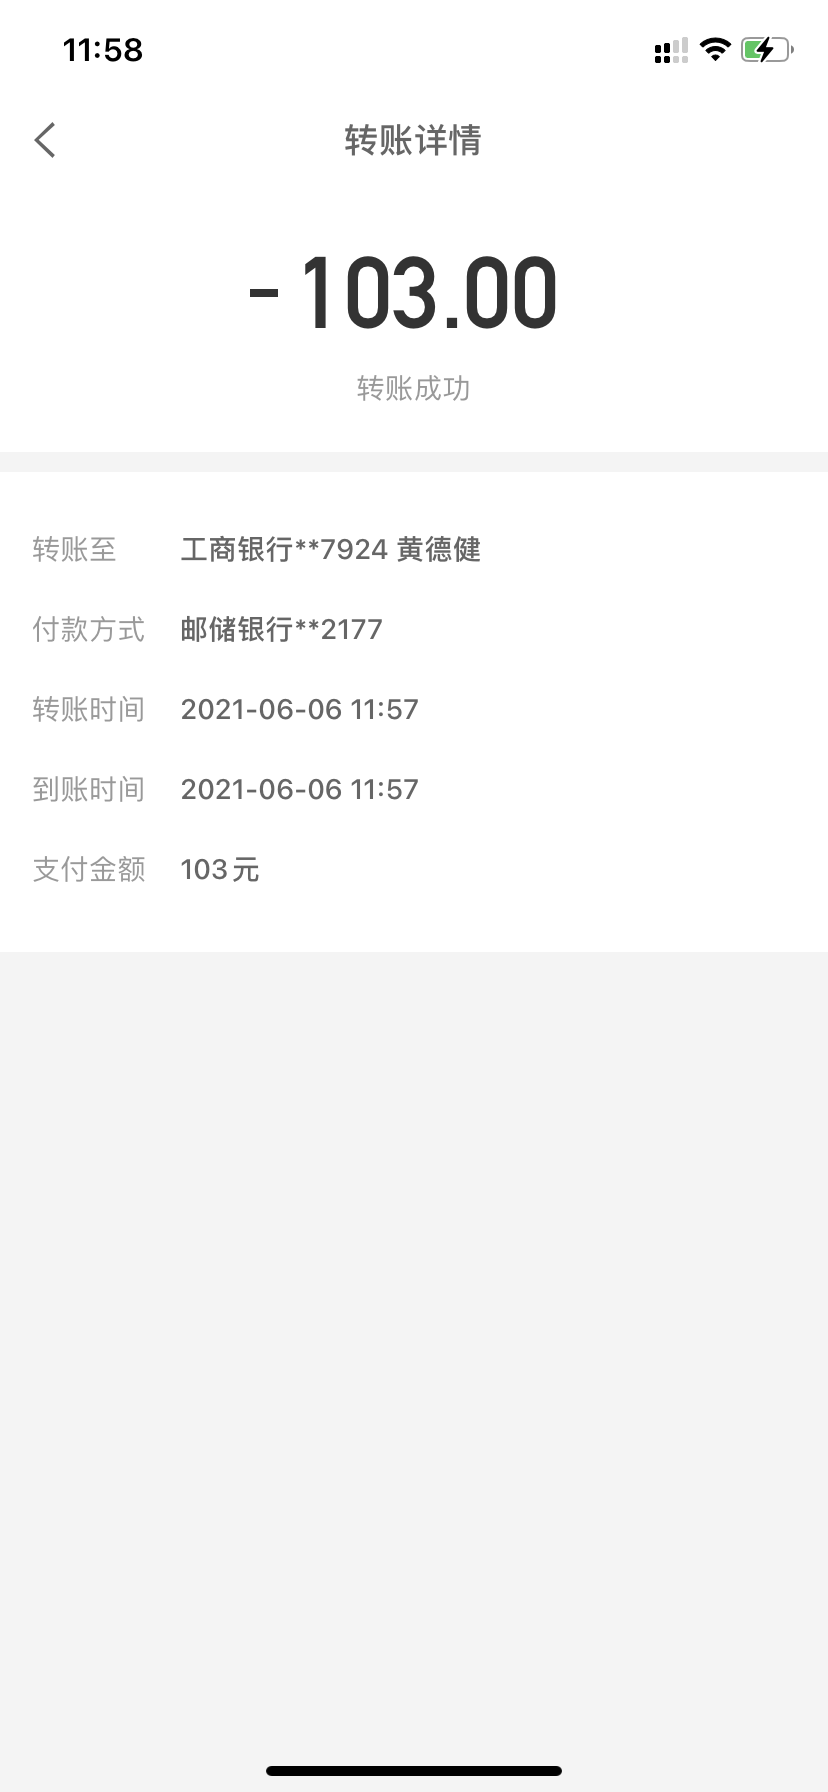 11:58
转账详情
- 103.00
转账成功
转账至 工商银行**7924 黄德健
付款方式 邮储银行**2177
转账时间 2021-06-06 11:57
到账时间 2021-06-06 11:57
支付金额 103元